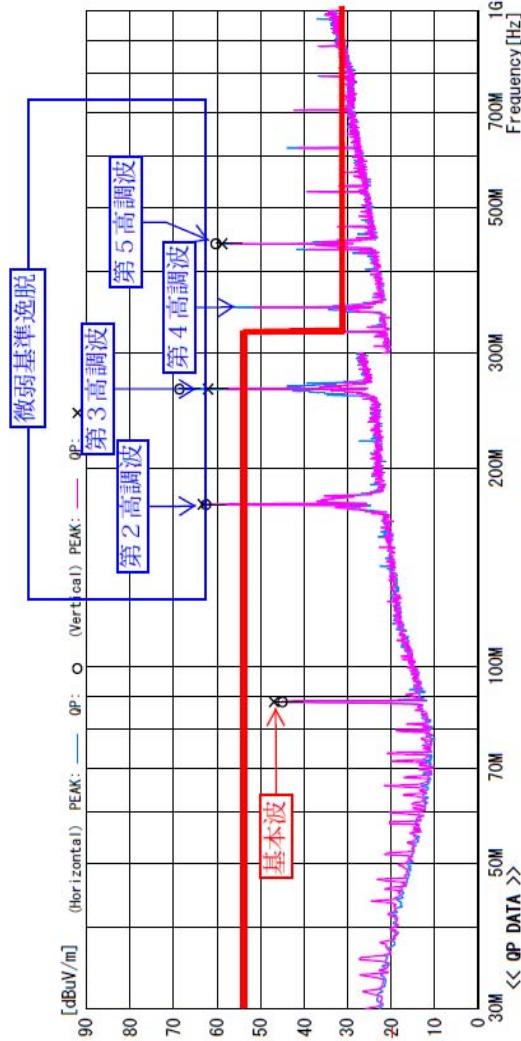 微弱基準逸脱
[dBuV/m] (Horizontal) PEAK: QP: ○ (Vertical) PEAK: QP: ×
第2高調波
第3高調波
第4高調波
第5高調波
基本波
90
80
70
60
50
40
30
20
10
0
30M 50M 70M 100M 200M 300M 500M 700M 1G
Frequency[Hz]
<< QP DATA >>